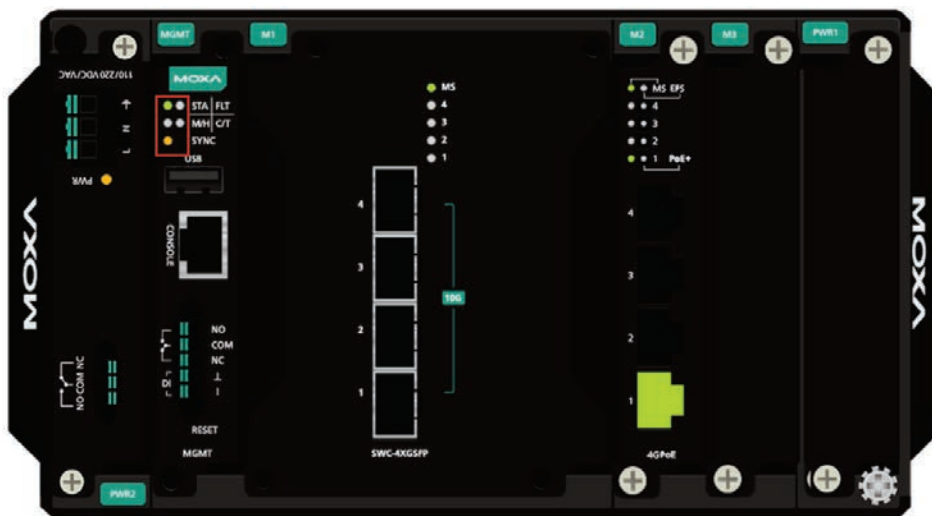 MGMT
M1
M2
M3
PWR1
110/220VDC/VAC
N
L
PWR
MOXA
NO COM NC
PWR2
MOXA
STA FLT
M/H C/T
SYNC
USB
CONSOLE
NO
COM
NC
DI
RESET
MGMT
MS
4
3
2
1
4
3
2
1
10G
SWC-4XGSFP
MS EPS
4
3
2
1 PoE+
4
3
2
1
4GPoE
MOXA